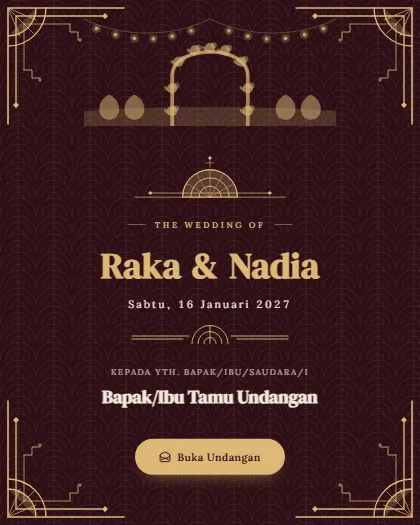 THE WEDDING OF
Raka & Nadia
Sabtu, 16 Januari 2027
KEPADA YTH. BAPAK/IBU/SAUDARA/I
Bapak/Ibu Tamu Undangan
Buka Undangan